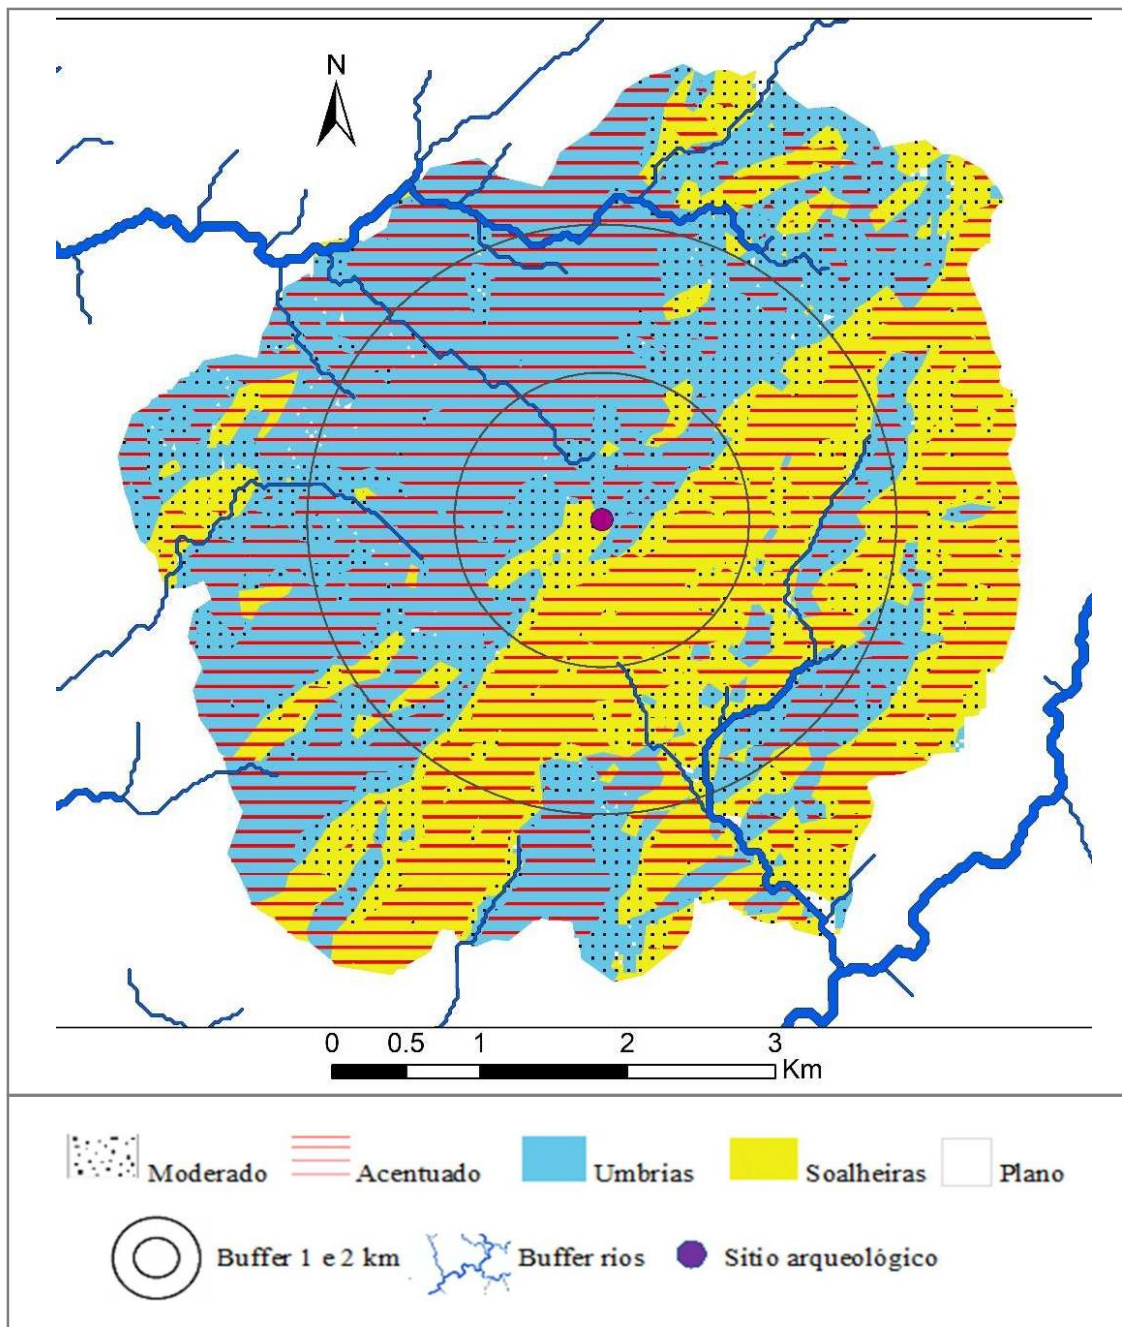 N
0 0.5 1 2 3
Km
Moderado Acentuado Umbrias Soalheiras Plano
Buffer 1 e 2 km Buffer rios Sítio arqueológico